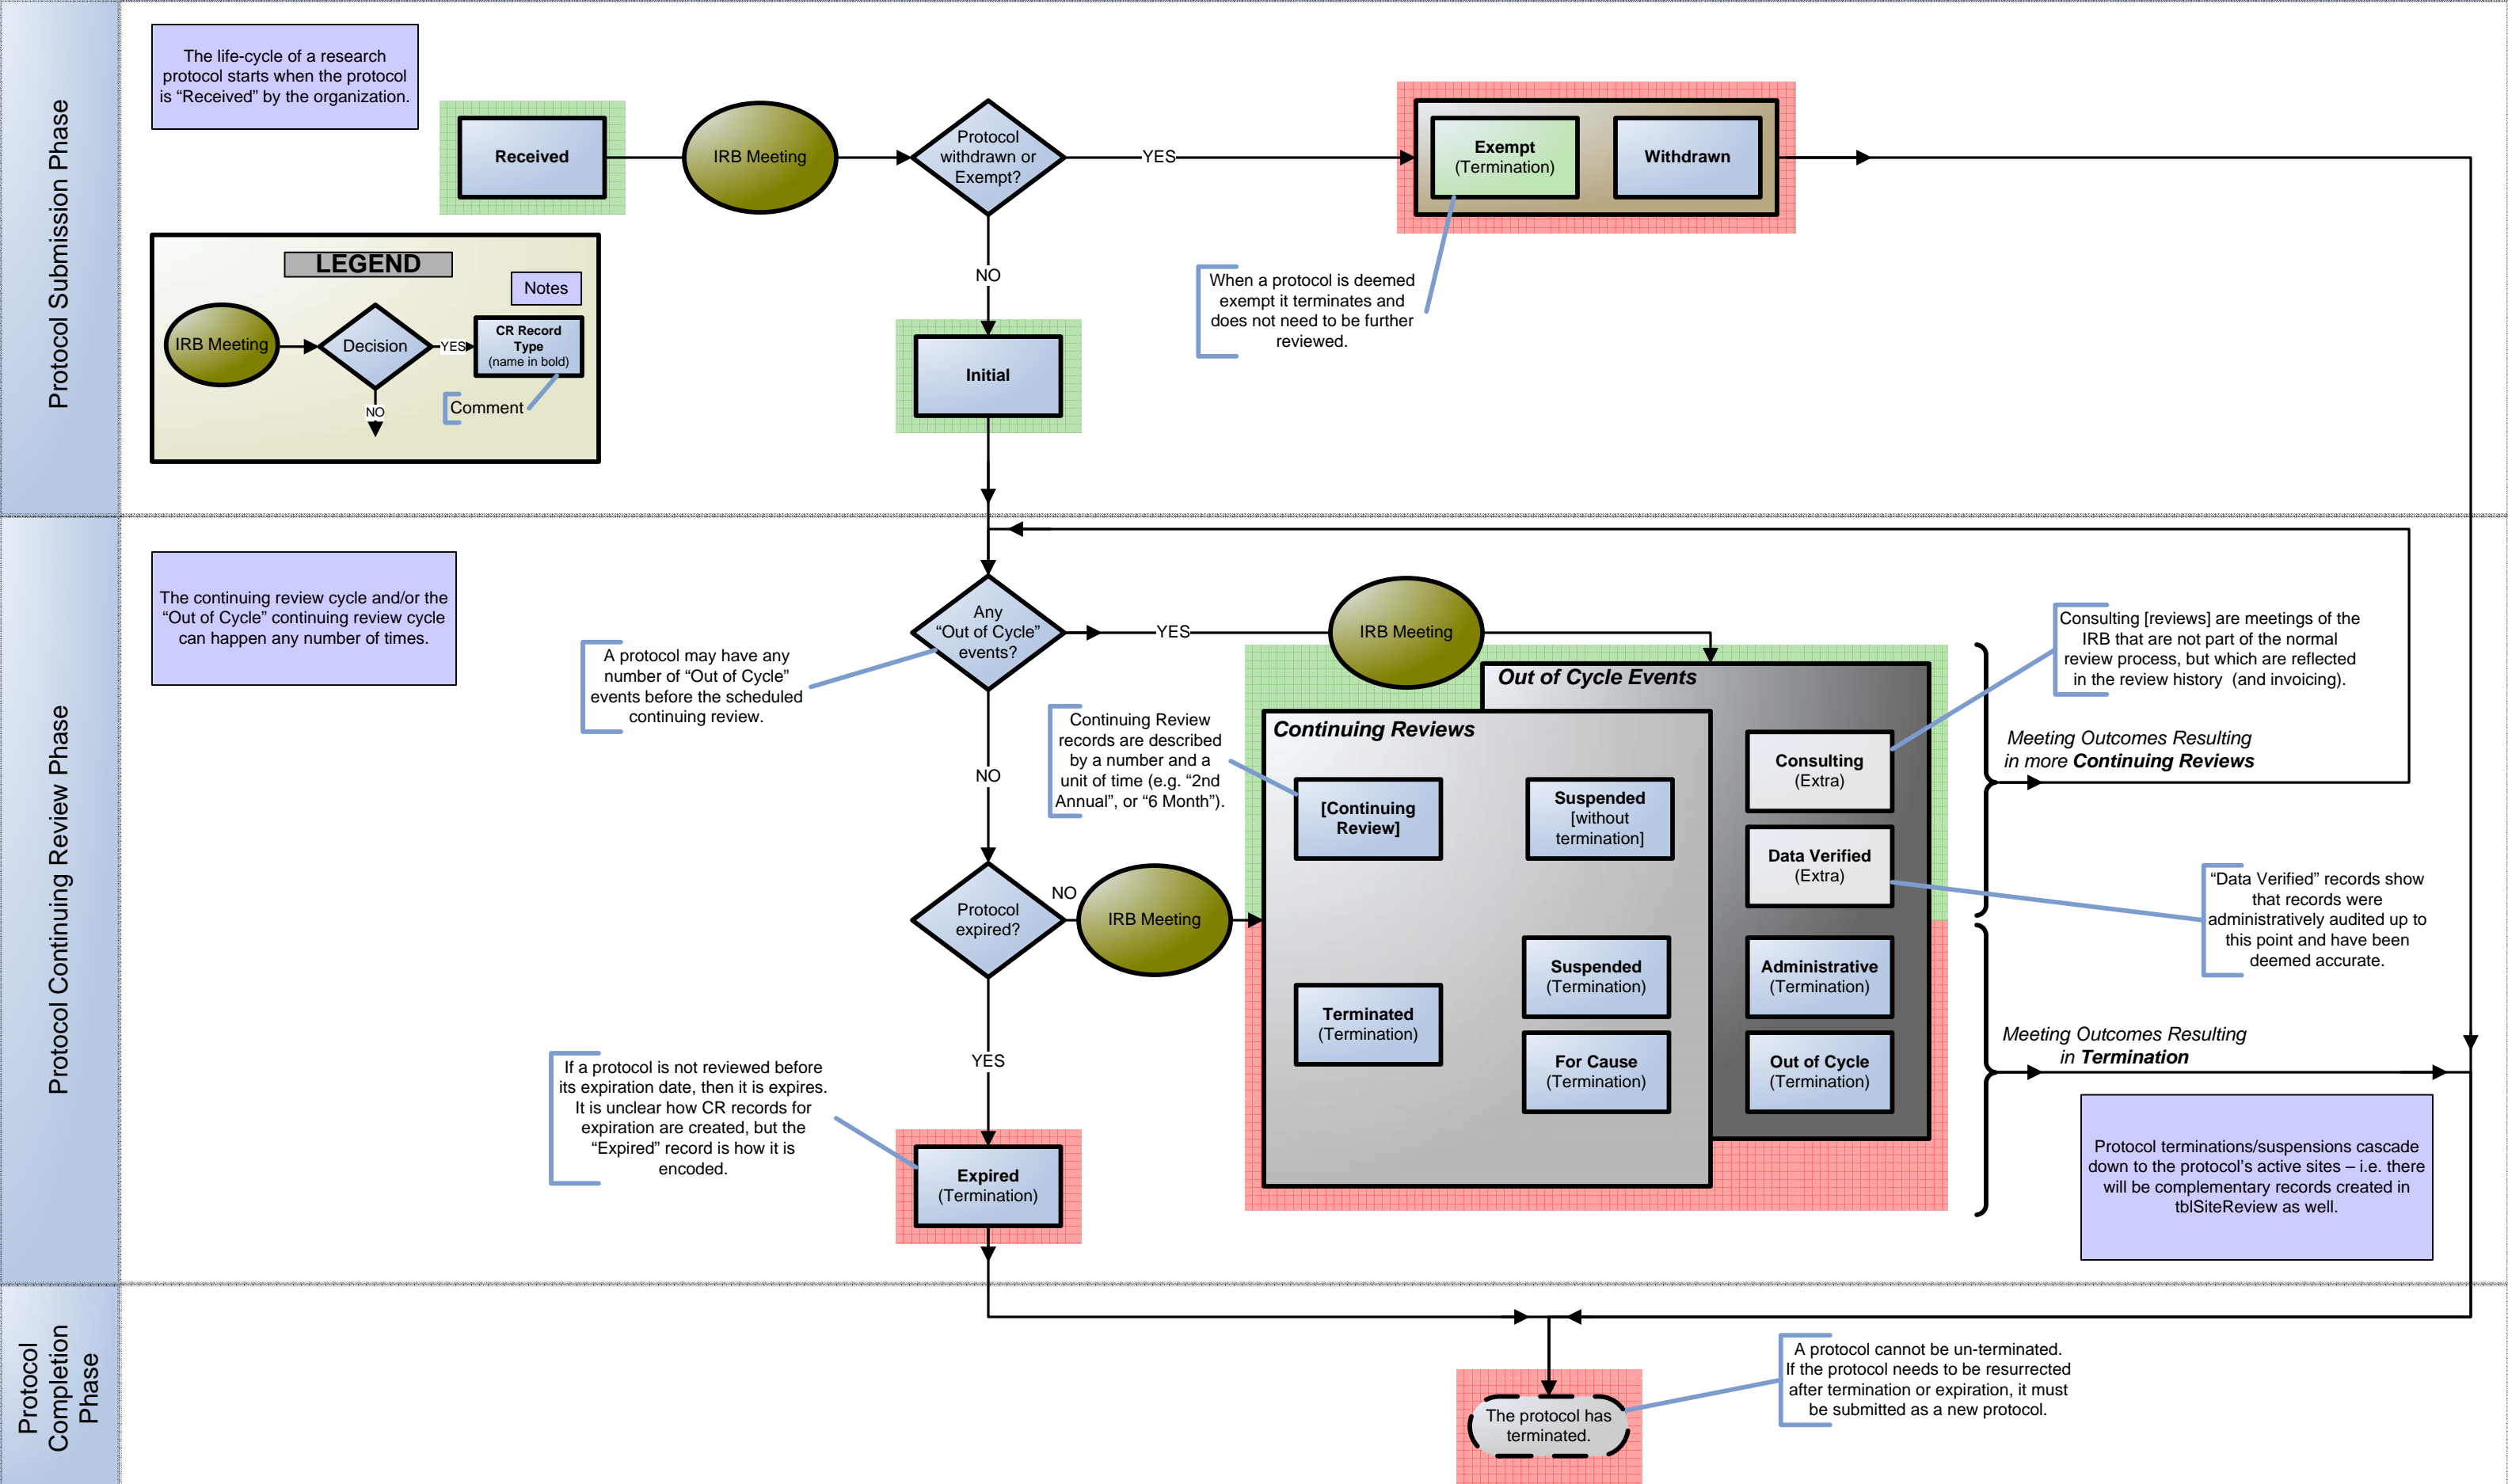 Protocol Submission Phase
The life-cycle of a research
protocol starts when the protocol
is “Received” by the organization.
Received
IRB Meeting
Protocol
withdrawn or
Exempt?
YES
Exempt
(Termination)
Withdrawn
NO
When a protocol is deemed
exempt it terminates and
does not need to be further
reviewed.
Initial
LEGEND
Notes
IRB Meeting
Decision
YES
CR Record
Type
(name in bold)
NO
Comment
Protocol Continuing Review Phase
The continuing review cycle and/or the
“Out of Cycle” continuing review cycle
can happen any number of times.
A protocol may have any
number of “Out of Cycle”
events before the scheduled
continuing review.
Any
“Out of Cycle”
events?
YES
IRB Meeting
NO
Continuing Review
records are described
by a number and a
unit of time (e.g. “2nd
Annual”, or “6 Month”).
Out of Cycle Events
Continuing Reviews
[Continuing
Review]
Suspended
[without
termination]
Consulting
(Extra)
Data Verified
(Extra)
Consulting [reviews] are meetings of the
IRB that are not part of the normal
review process, but which are reflected
in the review history (and invoicing).
Meeting Outcomes Resulting
in more Continuing Reviews
“Data Verified” records show
that records were
administratively audited up to
this point and have been
deemed accurate.
Protocol
expired?
NO
IRB Meeting
Terminated
(Termination)
Suspended
(Termination)
For Cause
(Termination)
Administrative
(Termination)
Out of Cycle
(Termination)
Meeting Outcomes Resulting
in Termination
YES
If a protocol is not reviewed before
its expiration date, then it is expires.
It is unclear how CR records for
expiration are created, but the
“Expired” record is how it is
encoded.
Expired
(Termination)
Protocol terminations/suspensions cascade
down to the protocol’s active sites – i.e. there
will be complementary records created in
tblSiteReview as well.
Protocol
Completion
Phase
The protocol has
terminated.
A protocol cannot be un-terminated.
If the protocol needs to be resurrected
after termination or expiration, it must
be submitted as a new protocol.